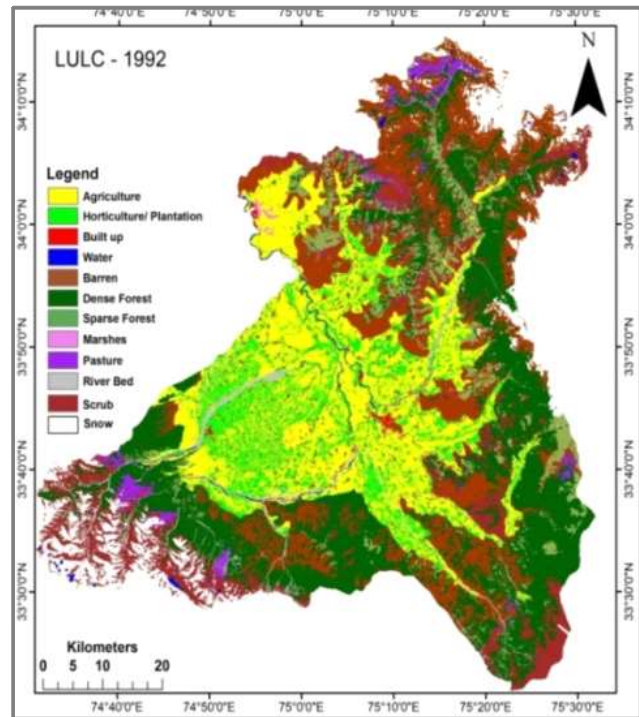 74°40'0"E 74°50'0"E 75°0'0"E 75°10'0"E 75°20'0"E 75°30'0"E
LULC - 1992
N
34°10'0"N
34°10'0"N
Legend
Agriculture
Horticulture/ Plantation
Built up
Water
Barren
Dense Forest
Sparse Forest
Marshes
Pasture
River Bed
Scrub
Snow
34°0'0"N
34°0'0"N
33°50'0"N
33°50'0"N
33°40'0"N
33°40'0"N
33°30'0"N
33°30'0"N
Kilometers
0 5 10 20
74°40'0"E 74°50'0"E 75°0'0"E 75°10'0"E 75°20'0"E 75°30'0"E